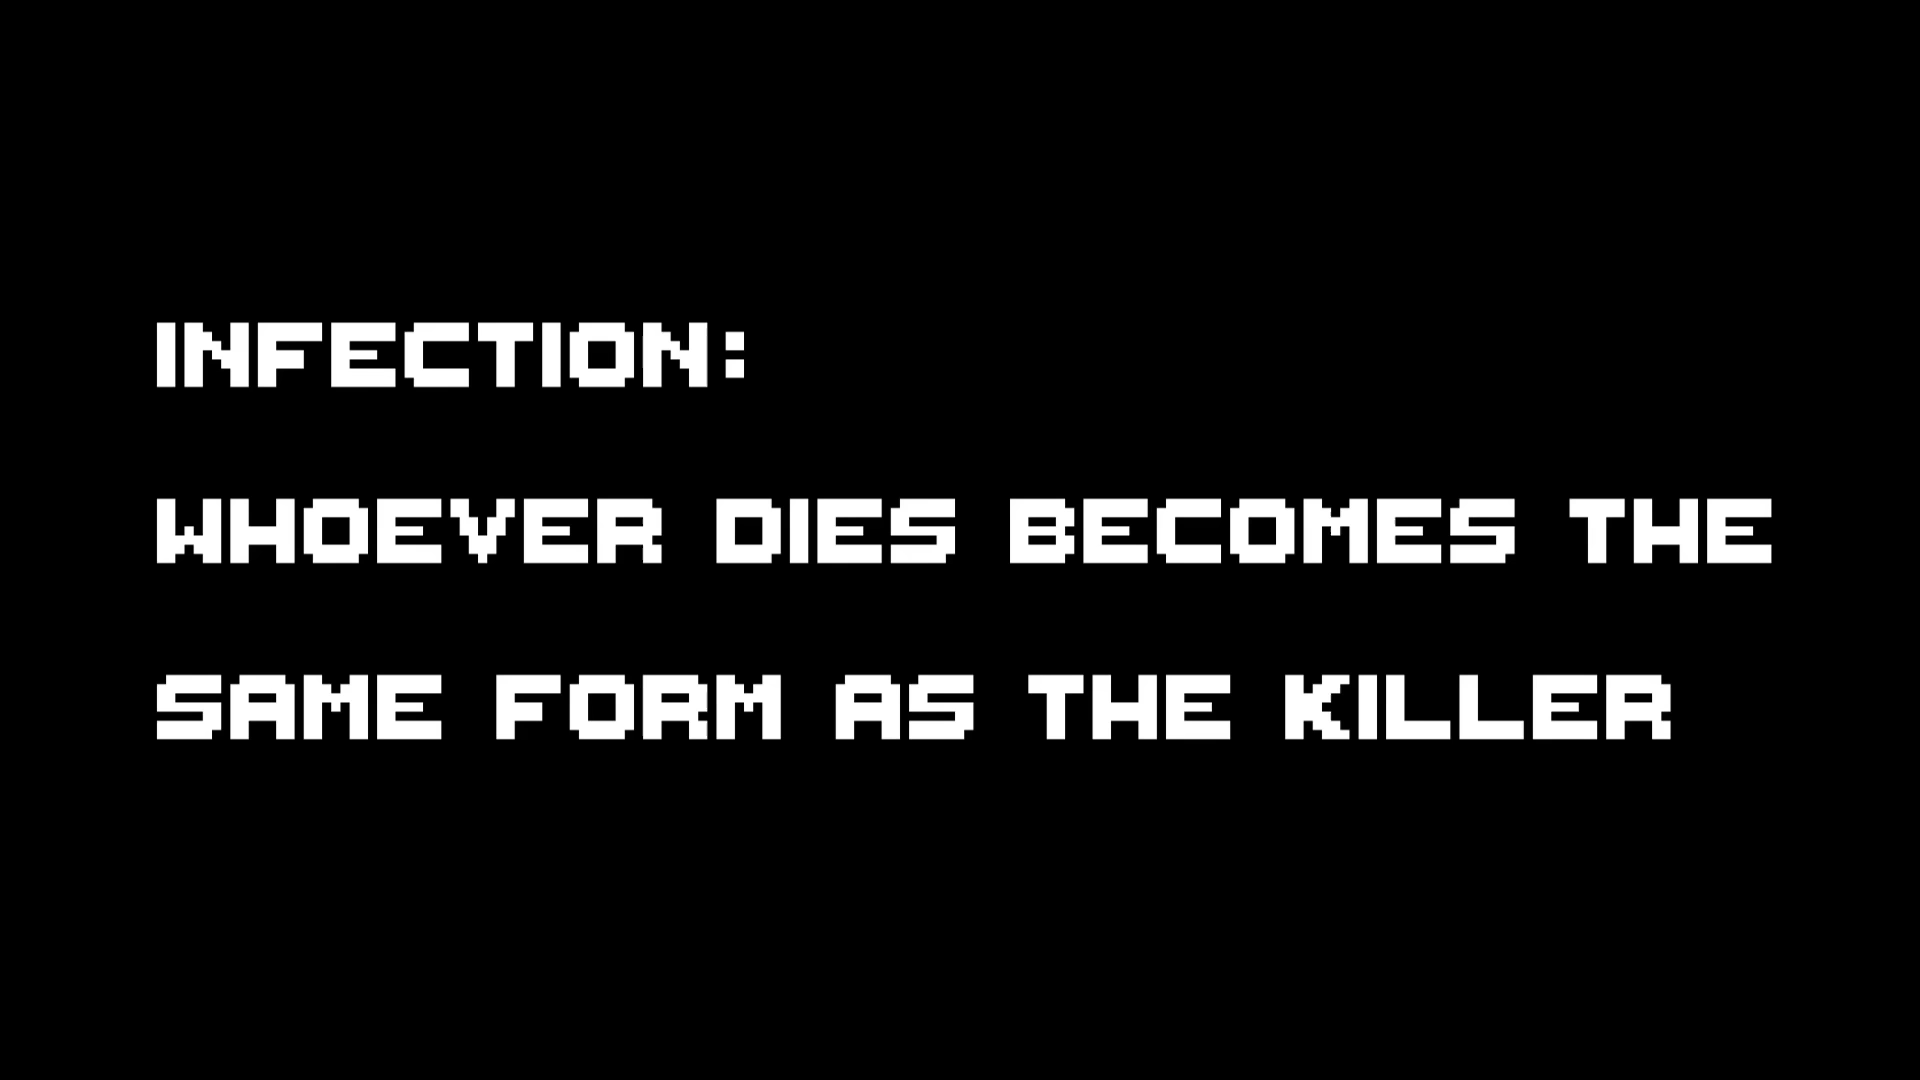 INFECTION:
WHOEVER DIES BECOMES THE
SAME FORM AS THE KILLER